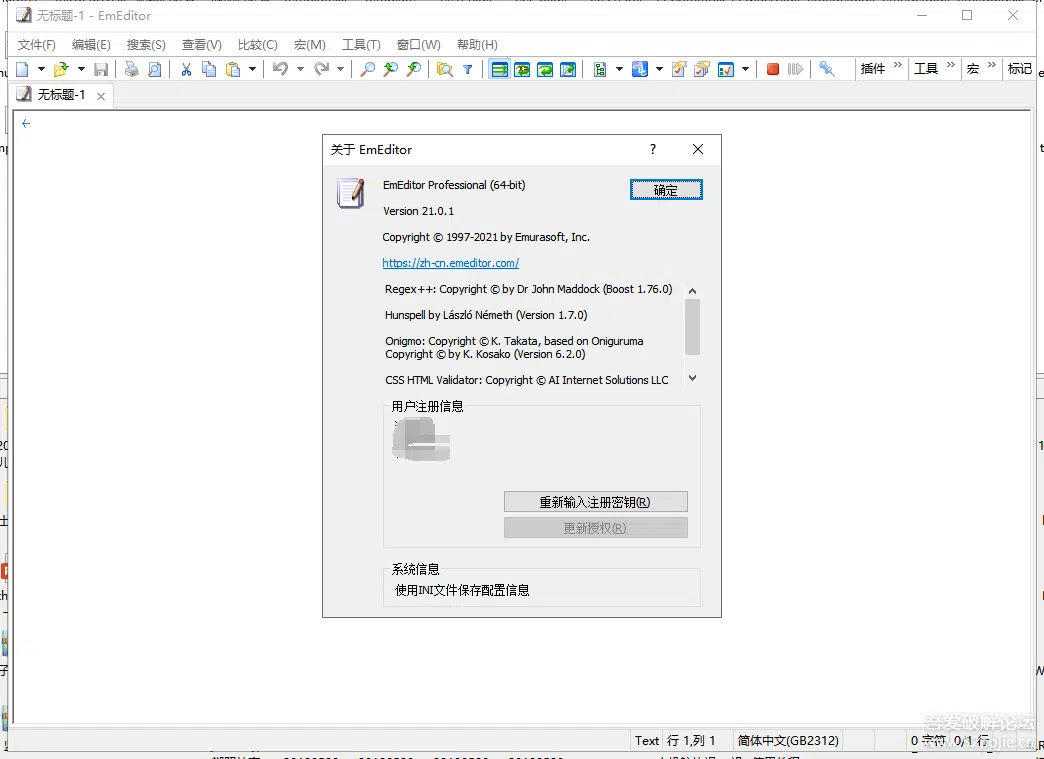 无标题-1 - EmEditor
文件(F) 编辑(E) 搜索(S) 查看(V) 比较(C) 宏(M) 工具(T) 窗口(W) 帮助(H)
插件 » 工具 » 宏 » 标记
无标题-1
关于 EmEditor
?
EmEditor Professional (64-bit)
确定
Version 21.0.1
Copyright © 1997-2021 by Emurasoft, Inc.
https://zh-cn.emeditor.com/
Regex++: Copyright © by Dr John Maddock (Boost 1.76.0)
Hunspell by László Németh (Version 1.7.0)
Onigmo: Copyright © K. Takata, based on Oniguruma
Copyright © by K. Kosako (Version 6.2.0)
CSS HTML Validator: Copyright © AI Internet Solutions LLC
用户注册信息
重新输入注册密钥(R)
更新授权(R)
系统信息
使用INI文件保存配置信息
吾爱破解论坛
Text 行 1,列 1 简体中文(GB2312) 0 字符 0/1 行
www.52pojie.cn